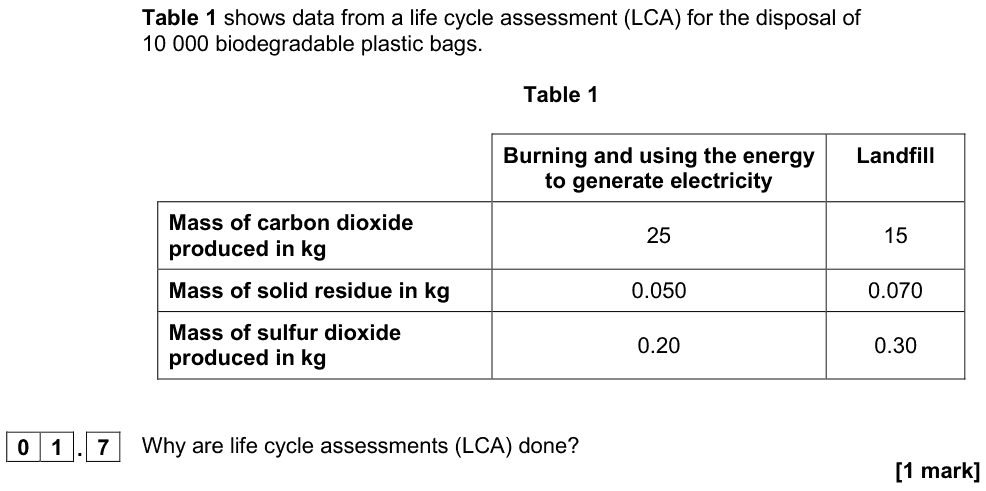 Table 1 shows data from a life cycle assessment (LCA) for the disposal of
10 000 biodegradable plastic bags.
Table 1
Burning and using the energy
to generate electricity
Landfill
Mass of carbon dioxide
produced in kg
25
15
Mass of solid residue in kg
0.050
0.070
Mass of sulfur dioxide
produced in kg
0.20
0.30
0 1 . 7 Why are life cycle assessments (LCA) done?
[1 mark]